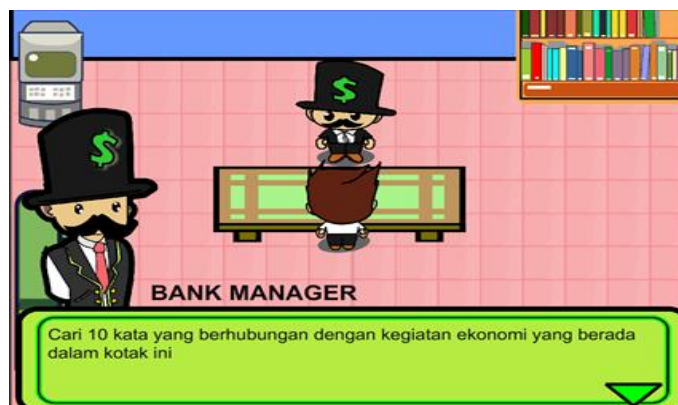 $
$
BANK MANAGER
Cari 10 kata yang berhubungan dengan kegiatan ekonomi yang berada
dalam kotak ini